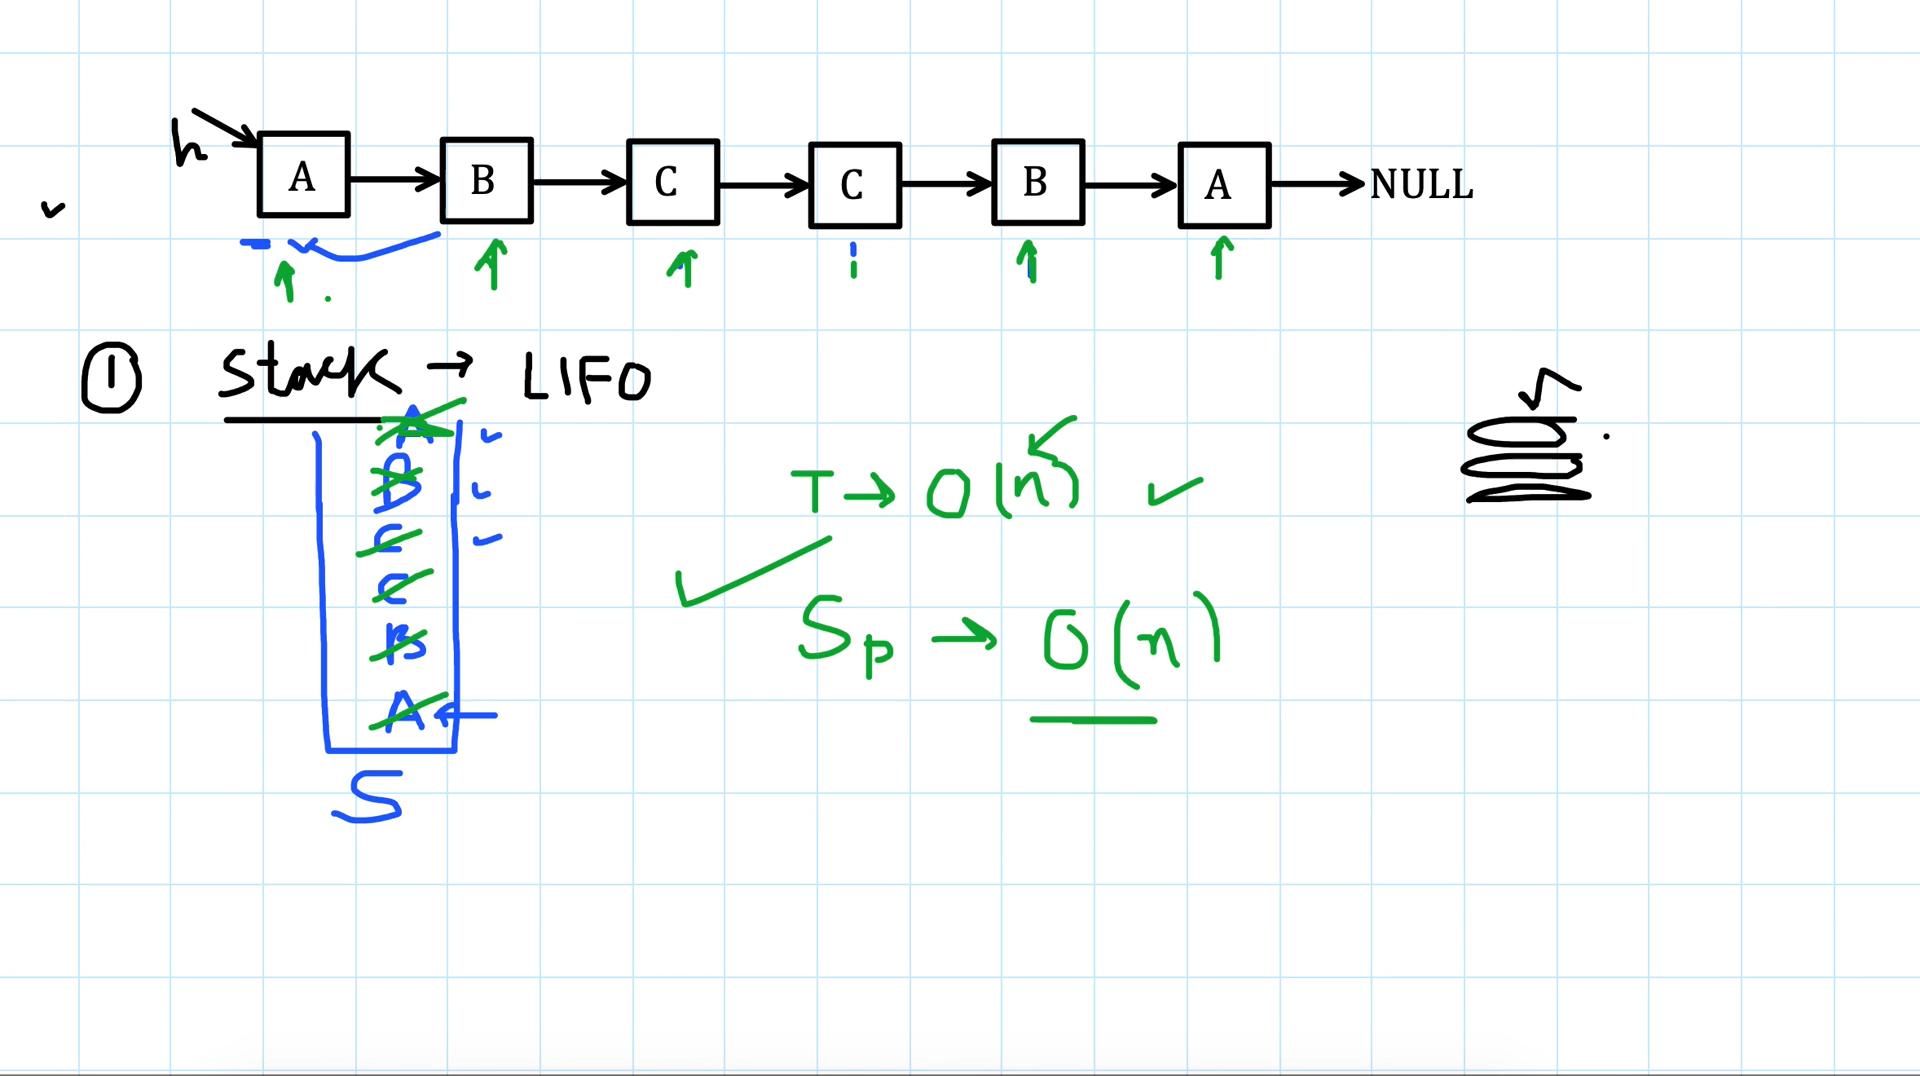 h A B C C B A NULL
① Stack → LIFO
A
B
C
C
B
A
S
T → O(n)
Sp → O(n)